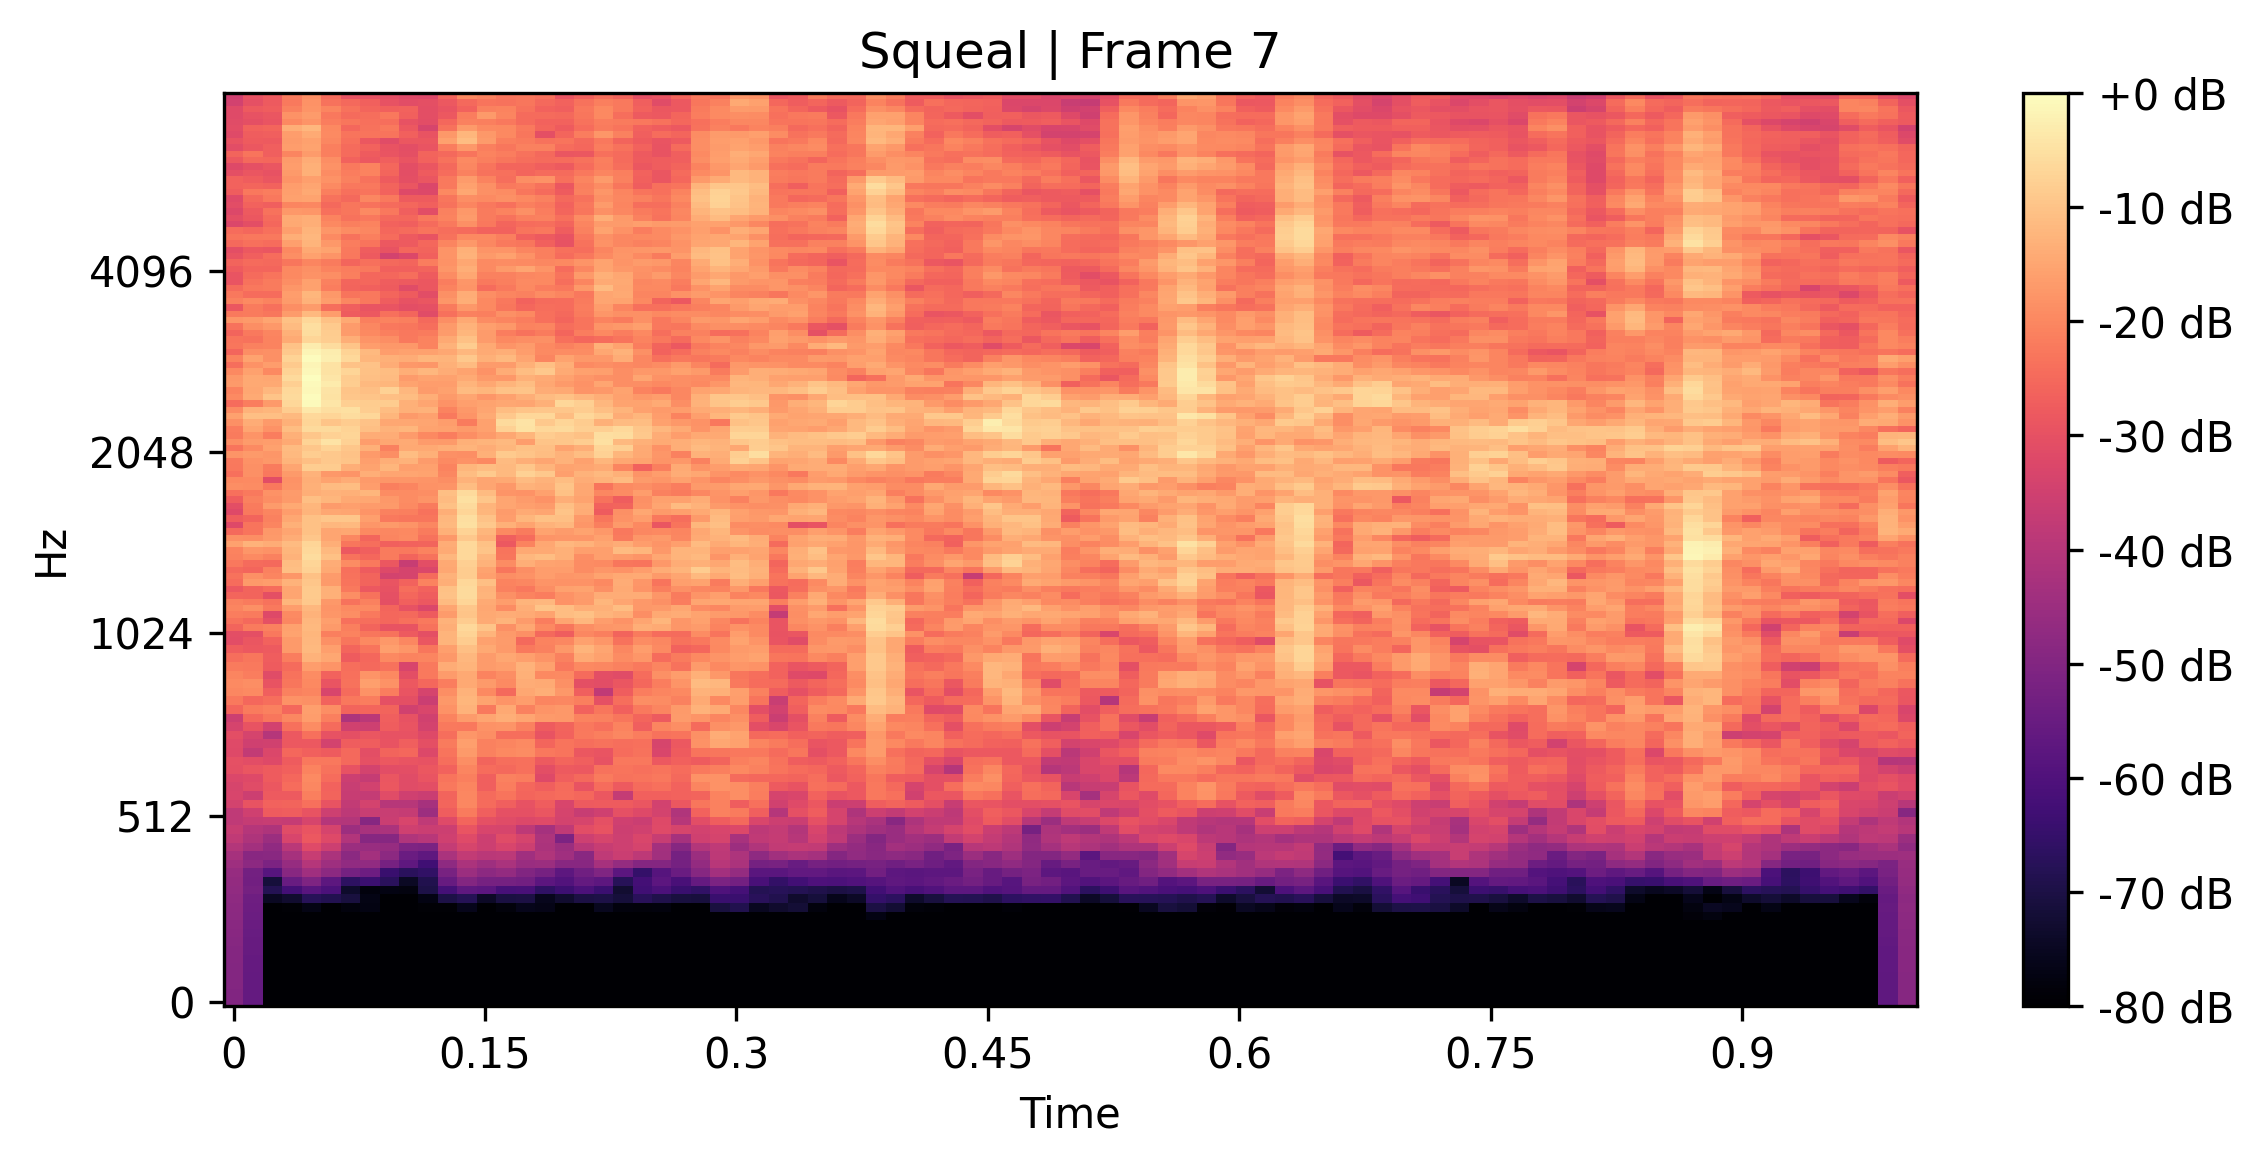 Squeal | Frame 7
Hz
4096
2048
1024
512
0
0 0.15 0.3 0.45 0.6 0.75 0.9
Time
+0 dB
-10 dB
-20 dB
-30 dB
-40 dB
-50 dB
-60 dB
-70 dB
-80 dB